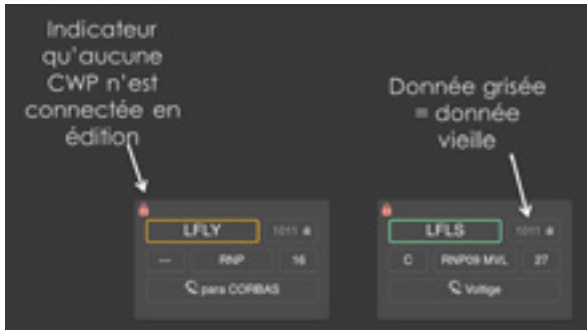 Indicateur
qu'aucune
CWP n'est
connectée en
édition
Donnée grisée
= donnée
vieille
LFLY 1011
--- RNP 16
para CORBAS
LFLS 1011
C RNP09 MVL 27
Voltige